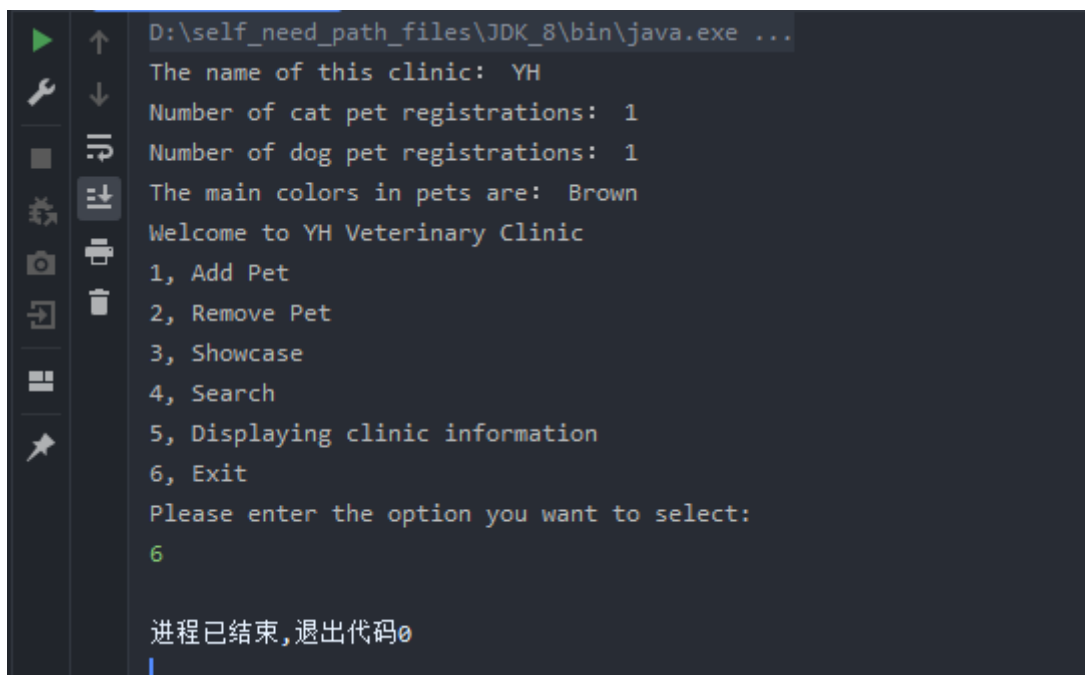 D:\self_need_path_files\JDK_8\bin\java.exe ...
The name of this clinic： YH
Number of cat pet registrations： 1
Number of dog pet registrations： 1
The main colors in pets are： Brown
Welcome to YH Veterinary Clinic
1, Add Pet
2, Remove Pet
3, Showcase
4, Search
5, Displaying clinic information
6, Exit
Please enter the option you want to select:
6
进程已结束,退出代码0